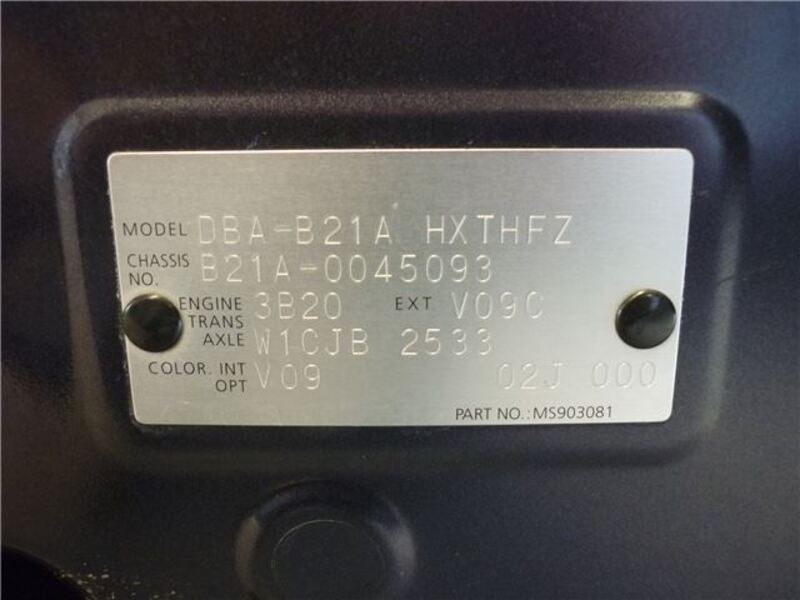 MODEL DBA-B21A HXTHFZ
CHASSIS NO. B21A-0045093
ENGINE 3B20 EXT V09C
TRANS AXLE W1CJB 2533
COLOR. INT OPT V09 02J 000
PART NO.: MS903081